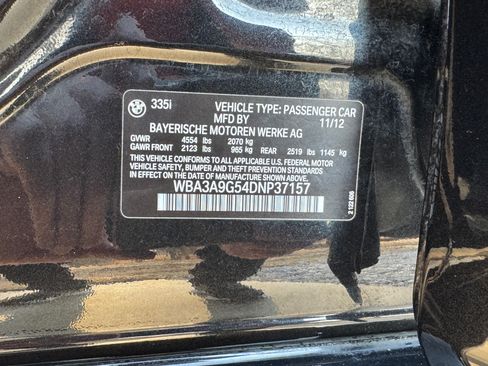 335i VEHICLE TYPE: PASSENGER CAR
MFD BY 11/12
BAYERISCHE MOTOREN WERKE AG
GVWR 4554 lbs 2070 kg
GAWR FRONT 2123 lbs 965 kg REAR 2519 lbs 1145 kg
THIS VEHICLE CONFORMS TO ALL APPLICABLE U.S. FEDERAL
MOTOR VEHICLE SAFETY, BUMPER, AND THEFT PREVENTION
STANDARDS IN EFFECT ON THE DATE OF MANUFACTURE SHOWN ABOVE.
WBA3A9G54DNP37157